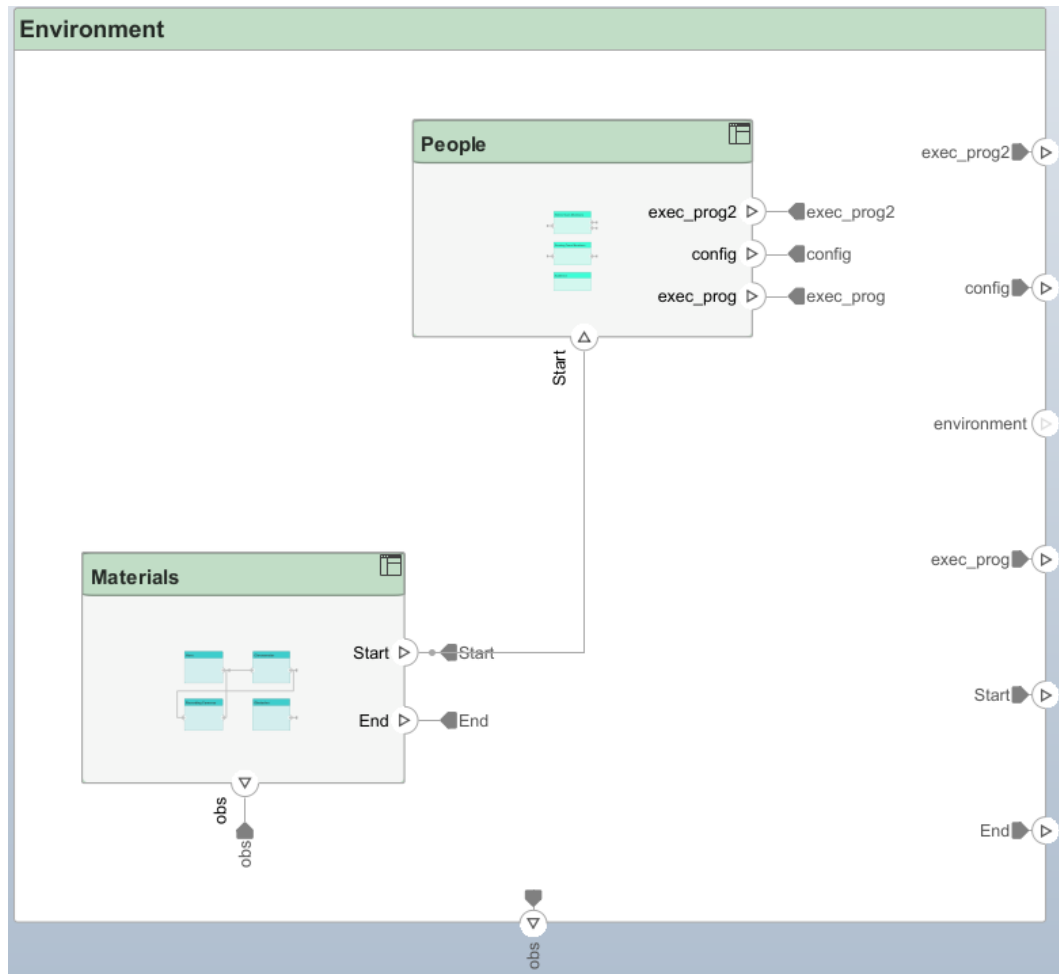 Environment
People
exec_prog2
exec_prog2
exec_prog2
config
config
config
exec_prog
exec_prog
Start
environment
Materials
exec_prog
Start
Start
Start
End
End
obs
obs
End
obs